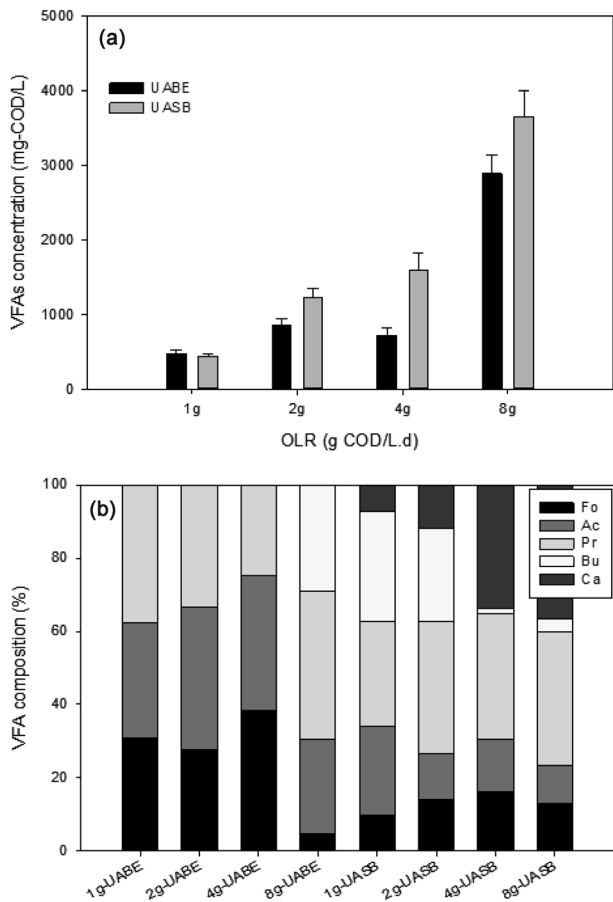 (a)
UABE
UASB
5000
4000
3000
2000
1000
0
VFAs concentration (mg-COD/L)
1g
2g
4g
8g
OLR (g COD/L.d)
(b)
Fo
Ac
Pr
Bu
Ca
100
80
60
40
20
0
VFA composition (%)
1g-UABE
2g-UABE
4g-UABE
8g-UABE
1g-UASB
2g-UASB
4g-UASB
8g-UASB